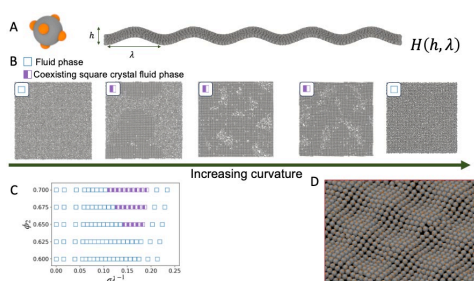 A
h
λ
H(h, λ)
B
Fluid phase
Coexisting square crystal fluid phase
Increasing curvature
C
D
0.700
0.675
0.650
0.625
0.600
0.00 0.05 0.10 0.15 0.20 0.25